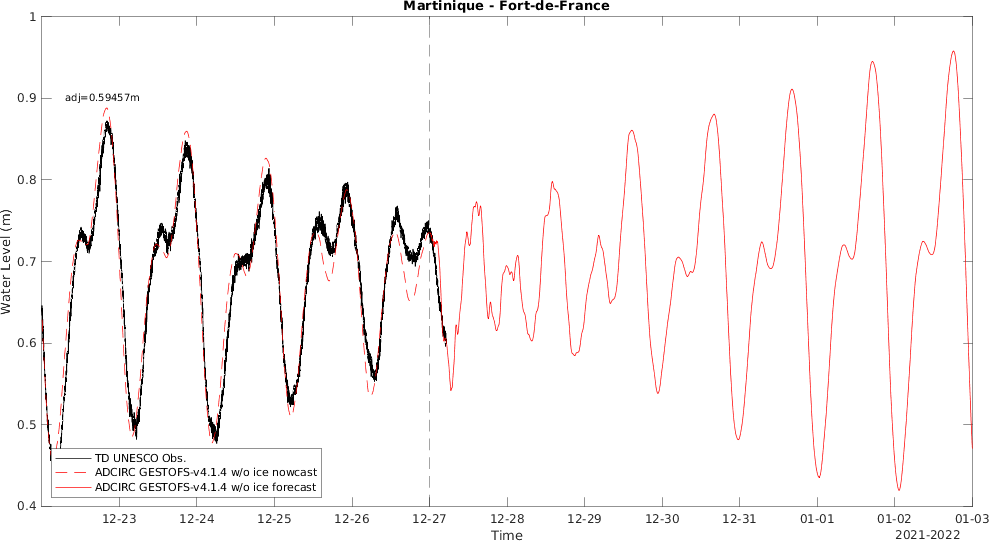 Martinique - Fort-de-France
Water Level (m)
1
0.9
0.8
0.7
0.6
0.5
0.4
adj=0.59457m
TD UNESCO Obs.
ADCIRC GESTOFS-v4.1.4 w/o ice nowcast
ADCIRC GESTOFS-v4.1.4 w/o ice forecast
12-23 12-24 12-25 12-26 12-27 12-28 12-29 12-30 12-31 01-01 01-02 01-03
Time
2021-2022